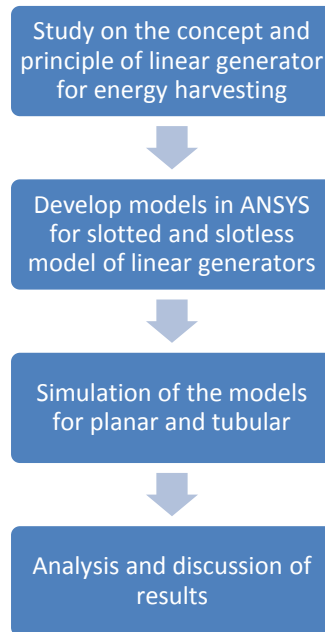 Study on the concept and
principle of linear generator
for energy harvesting
Develop models in ANSYS
for slotted and slotless
model of linear generators
Simulation of the models
for planar and tubular
Analysis and discussion of
results